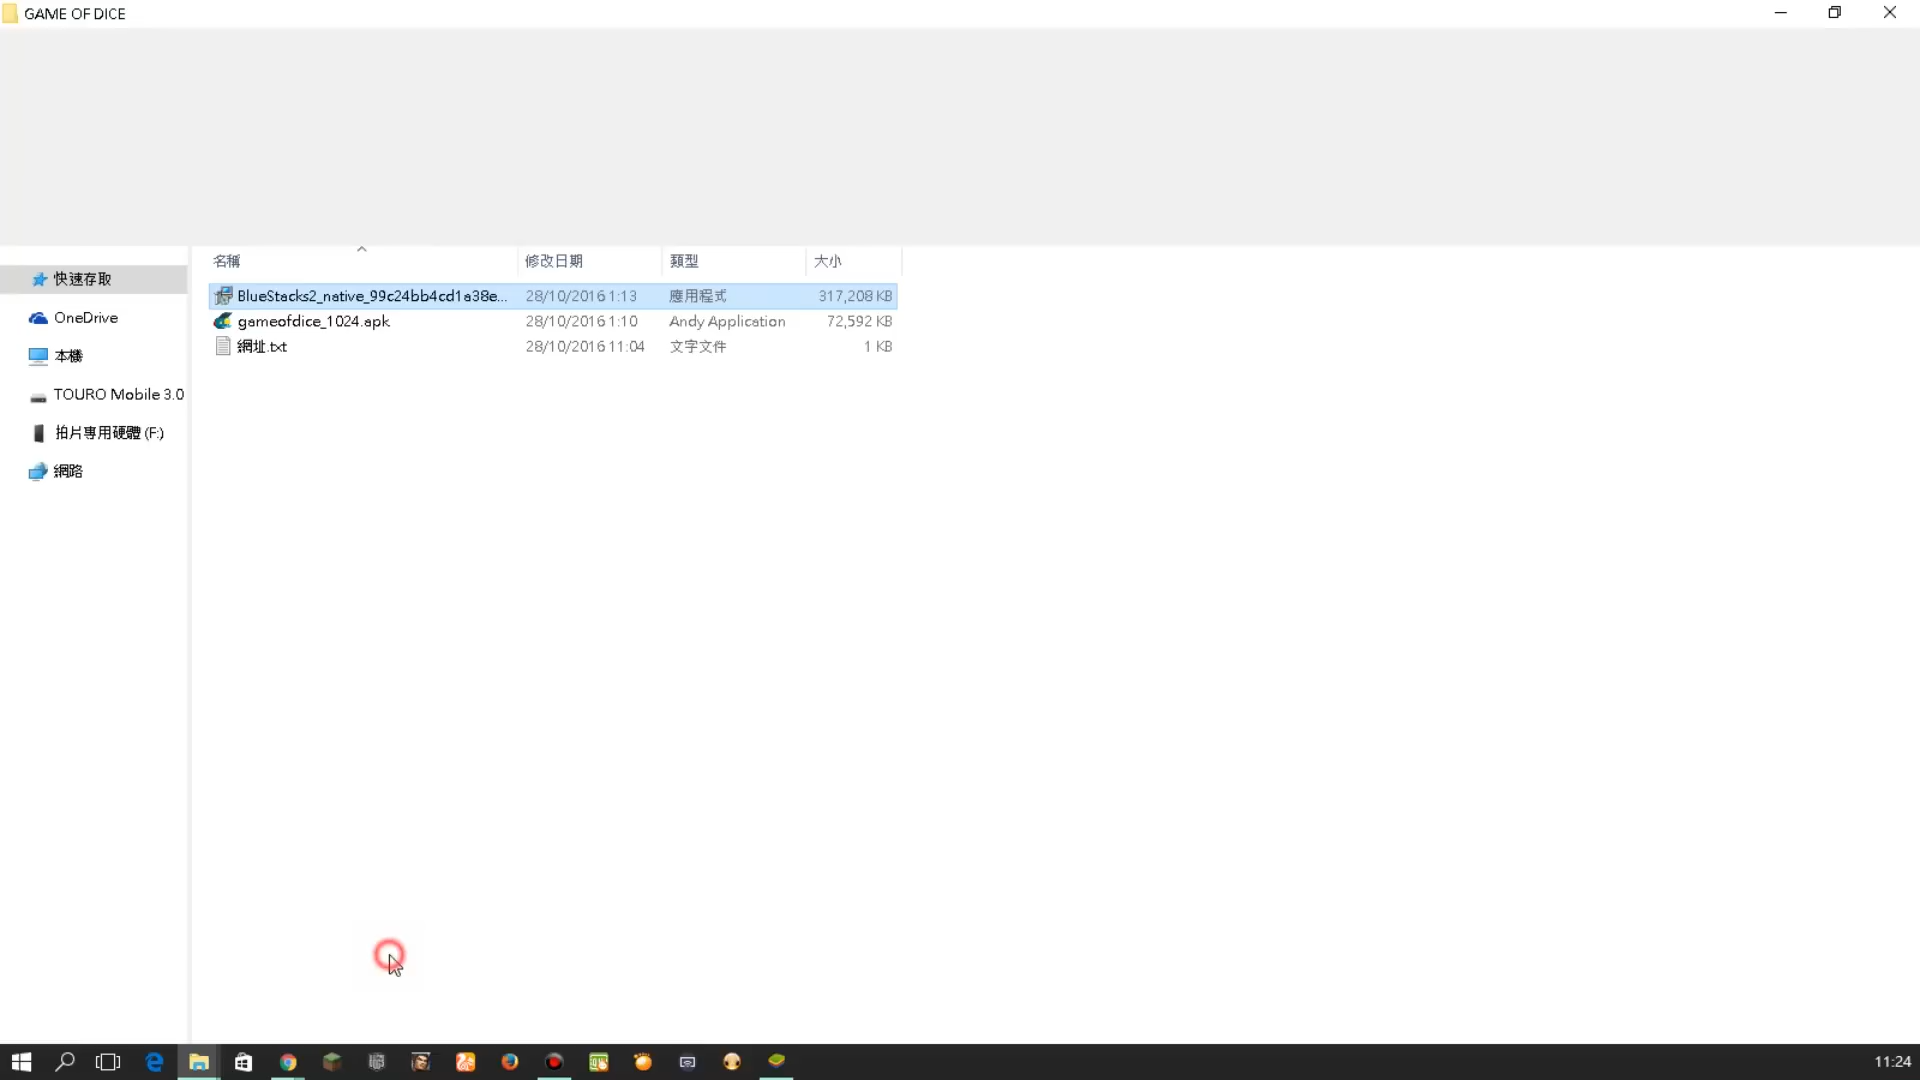 GAME OF DICE
名稱 修改日期 類型 大小
快速存取
OneDrive
本機
TOURO Mobile 3.0
拍片專用硬體 (F:)
網路
BlueStacks2_native_99c24bb4cd1a38e... 28/10/2016 1:13 應用程式 317,208 KB
gameofdice_1024.apk 28/10/2016 1:10 Andy Application 72,592 KB
網址.txt 28/10/2016 11:04 文字文件 1 KB
11:24